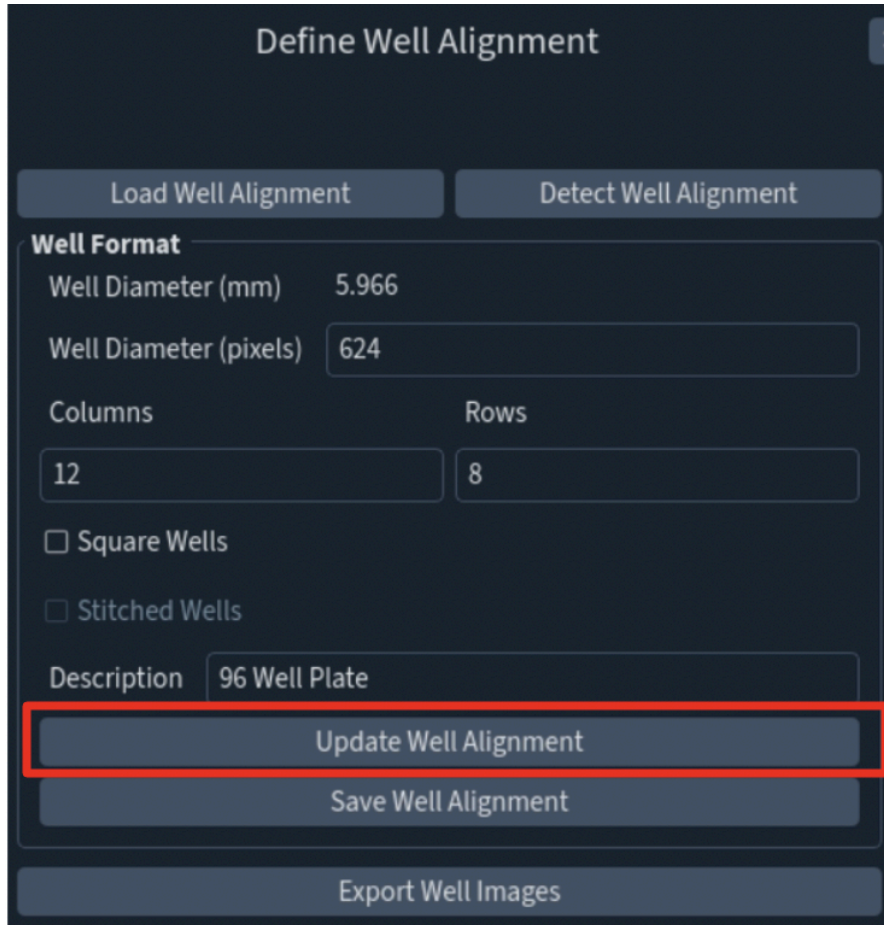 Define Well Alignment
Load Well Alignment Detect Well Alignment
Well Format
Well Diameter (mm) 5.966
Well Diameter (pixels) 624
Columns Rows
12 8
Square Wells
Stitched Wells
Description 96 Well Plate
Update Well Alignment
Save Well Alignment
Export Well Images